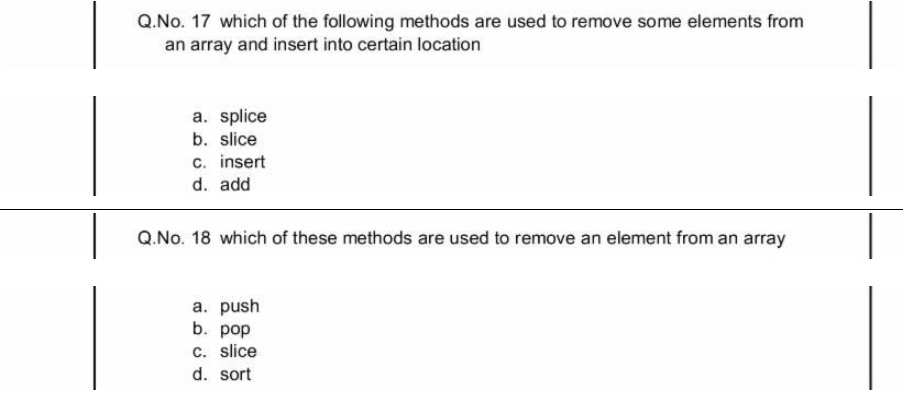 Q.No. 17 which of the following methods are used to remove some elements from
an array and insert into certain location
a. splice
b. slice
c. insert
d. add
Q.No. 18 which of these methods are used to remove an element from an array
a. push
b. pop
c. slice
d. sort